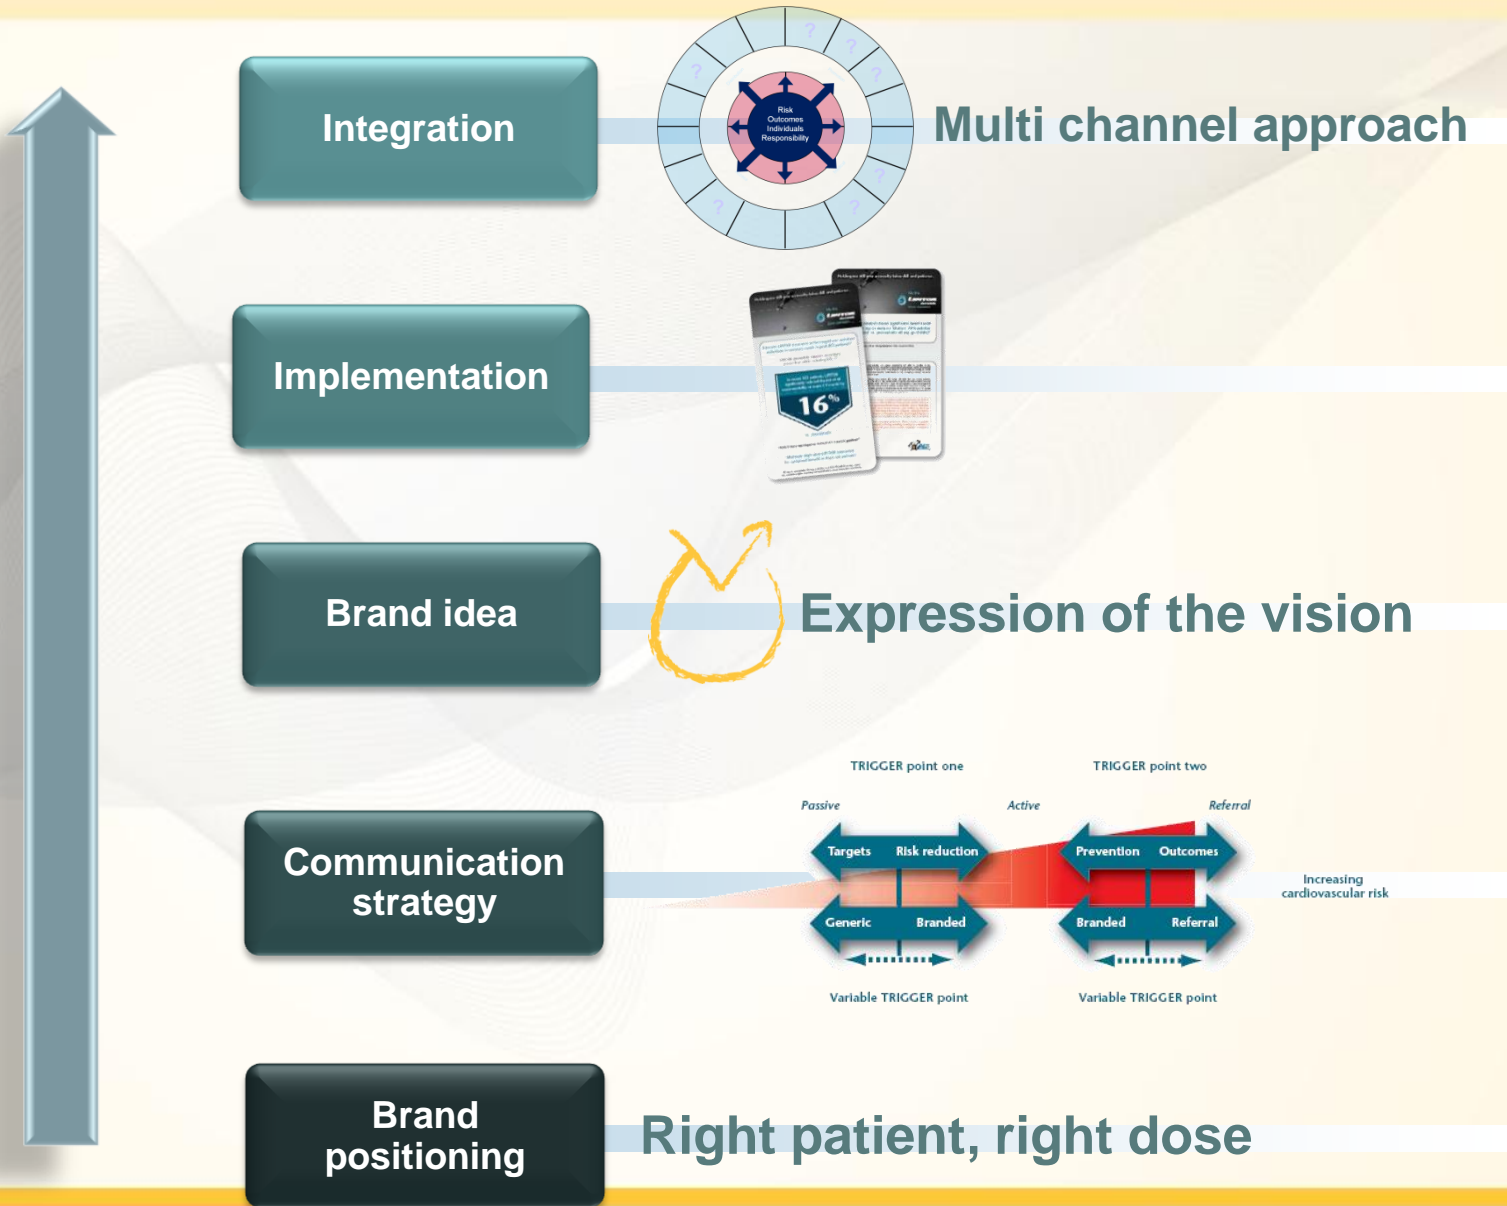 Integration
?
?
?
?
?
?
?
Risk
Outcomes
Individuals
Responsibility
Multi channel approach
Implementation
LIPITOR
16%
Brand idea
Expression of the vision
Communication
strategy
TRIGGER point one
TRIGGER point two
Passive
Active
Referral
Targets
Risk reduction
Prevention
Outcomes
Increasing
cardiovascular risk
Generic
Branded
Branded
Referral
Variable TRIGGER point
Variable TRIGGER point
Brand
positioning
Right patient, right dose